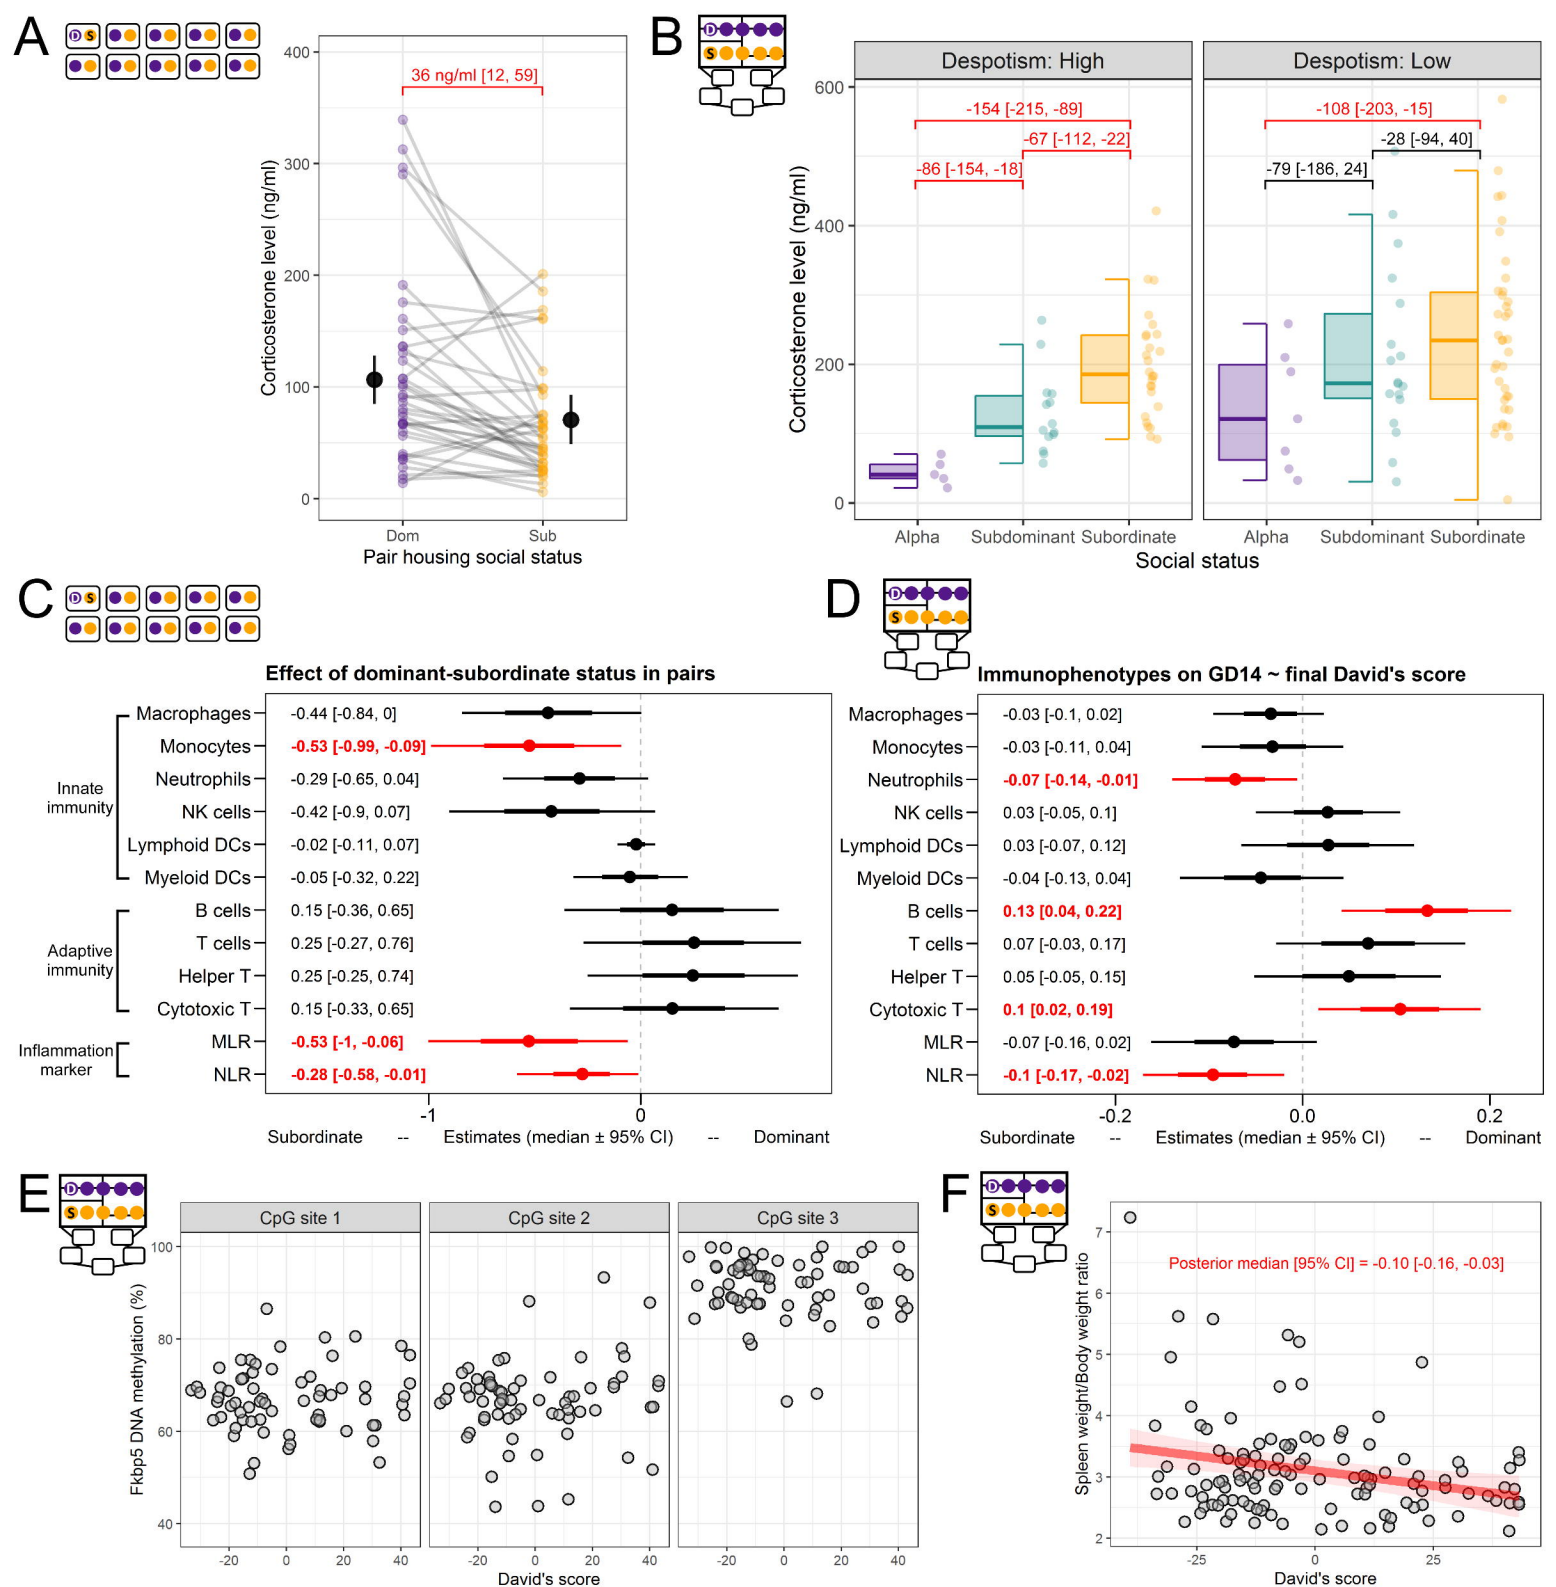 A
D S
400
300
200
100
0
Corticosterone level (ng/ml)
36 ng/ml [12, 59]
Dom
Sub
Pair housing social status
B
D
S
Despotism: High
Despotism: Low
600
400
200
0
Corticosterone level (ng/ml)
-154 [-215, -89]
-67 [-112, -22]
-86 [-154, -18]
-108 [-203, -15]
-28 [-94, 40]
-79 [-186, 24]
Alpha
Subdominant
Subordinate
Alpha
Subdominant
Subordinate
Social status
C
D S
Effect of dominant-subordinate status in pairs
Innate
immunity
Adaptive
immunity
Inflammation
marker
Macrophages -0.44 [-0.84, 0]
Monocytes -0.53 [-0.99, -0.09]
Neutrophils -0.29 [-0.65, 0.04]
NK cells -0.42 [-0.9, 0.07]
Lymphoid DCs -0.02 [-0.11, 0.07]
Myeloid DCs -0.05 [-0.32, 0.22]
B cells 0.15 [-0.36, 0.65]
T cells 0.25 [-0.27, 0.76]
Helper T 0.25 [-0.25, 0.74]
Cytotoxic T 0.15 [-0.33, 0.65]
MLR -0.53 [-1, -0.06]
NLR -0.28 [-0.58, -0.01]
-1 0
Subordinate -- Estimates (median ± 95% CI) -- Dominant
D
D
S
Immunophenotypes on GD14 ~ final David's score
Macrophages -0.03 [-0.1, 0.02]
Monocytes -0.03 [-0.11, 0.04]
Neutrophils -0.07 [-0.14, -0.01]
NK cells 0.03 [-0.05, 0.1]
Lymphoid DCs 0.03 [-0.07, 0.12]
Myeloid DCs -0.04 [-0.13, 0.04]
B cells 0.13 [0.04, 0.22]
T cells 0.07 [-0.03, 0.17]
Helper T 0.05 [-0.05, 0.15]
Cytotoxic T 0.1 [0.02, 0.19]
MLR -0.07 [-0.16, 0.02]
NLR -0.1 [-0.17, -0.02]
-0.2 0.0 0.2
Subordinate -- Estimates (median ± 95% CI) -- Dominant
E
D
S
CpG site 1
CpG site 2
CpG site 3
100
80
60
40
Fkbp5 DNA methylation (%)
-20 0 20 40
-20 0 20 40
-20 0 20 40
David's score
F
D
S
7
6
5
4
3
2
Spleen weight/Body weight ratio
Posterior median [95% CI] = -0.10 [-0.16, -0.03]
-25 0 25
David's score